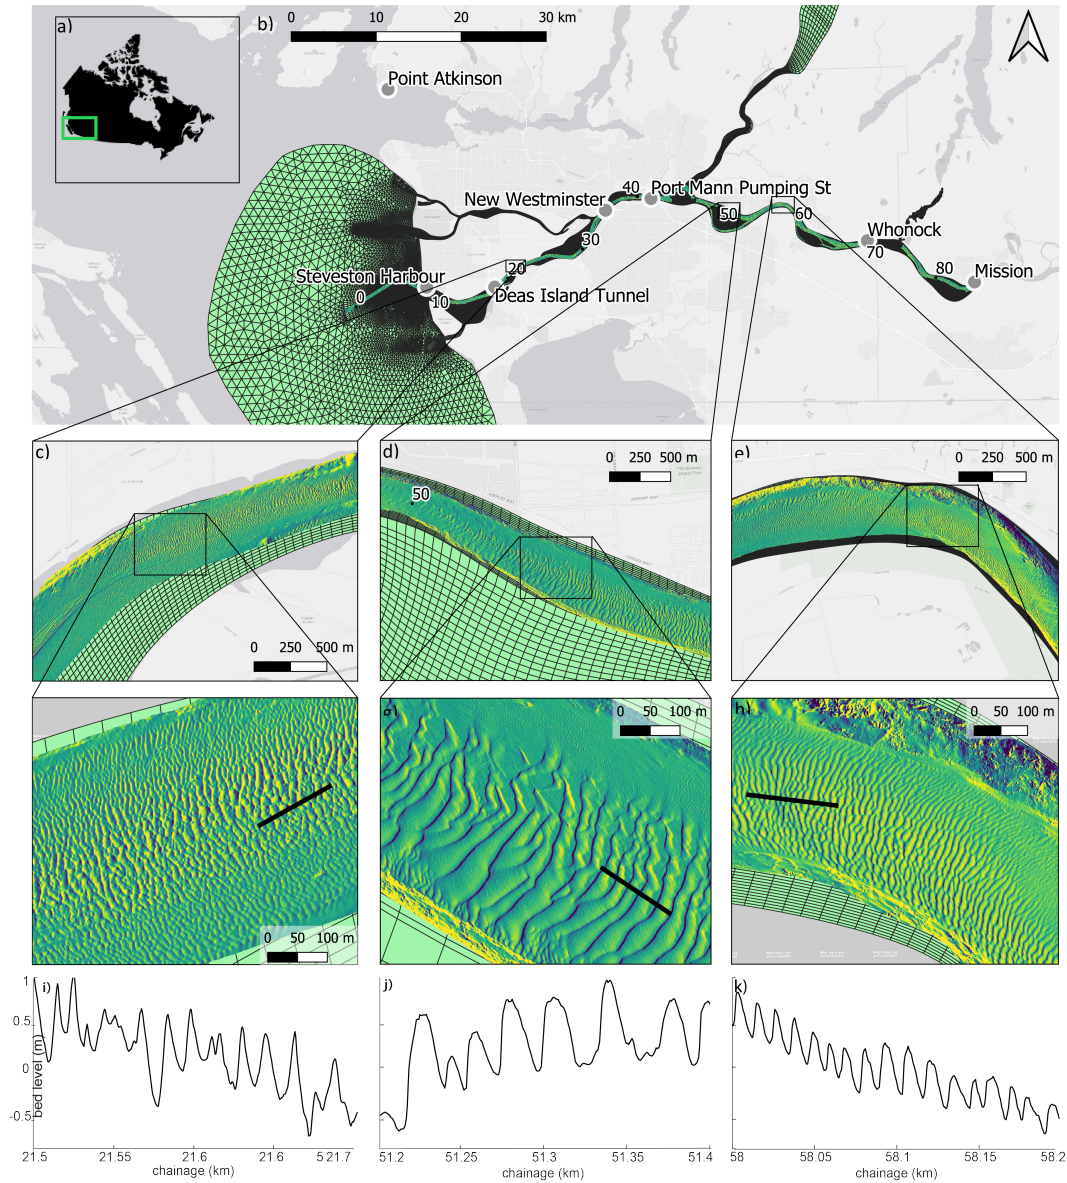 a)
b)
0 11 20 30 km
Point Atkinson
New Westminster
40
Port Mann Pumping St
50
60
30
Whonock
70
Steveston Harbour
20
80
Mission
0
10
Deas Island Tunnel
c)
0 250 500 m
d)
0 250 500 m
50
e)
0 250 500 m
0 50 100 m
g)
0 50 100 m
h)
0 50 100 m
i)
j)
k)
1
0.5
0
-0.5
bed level (m)
21.5 21.55 21.6 21.6 5 21.7
chainage (km)
51.2 51.25 51.3 51.35 51.4
chainage (km)
58 58.05 58.1 58.15 58.2
chainage (km)